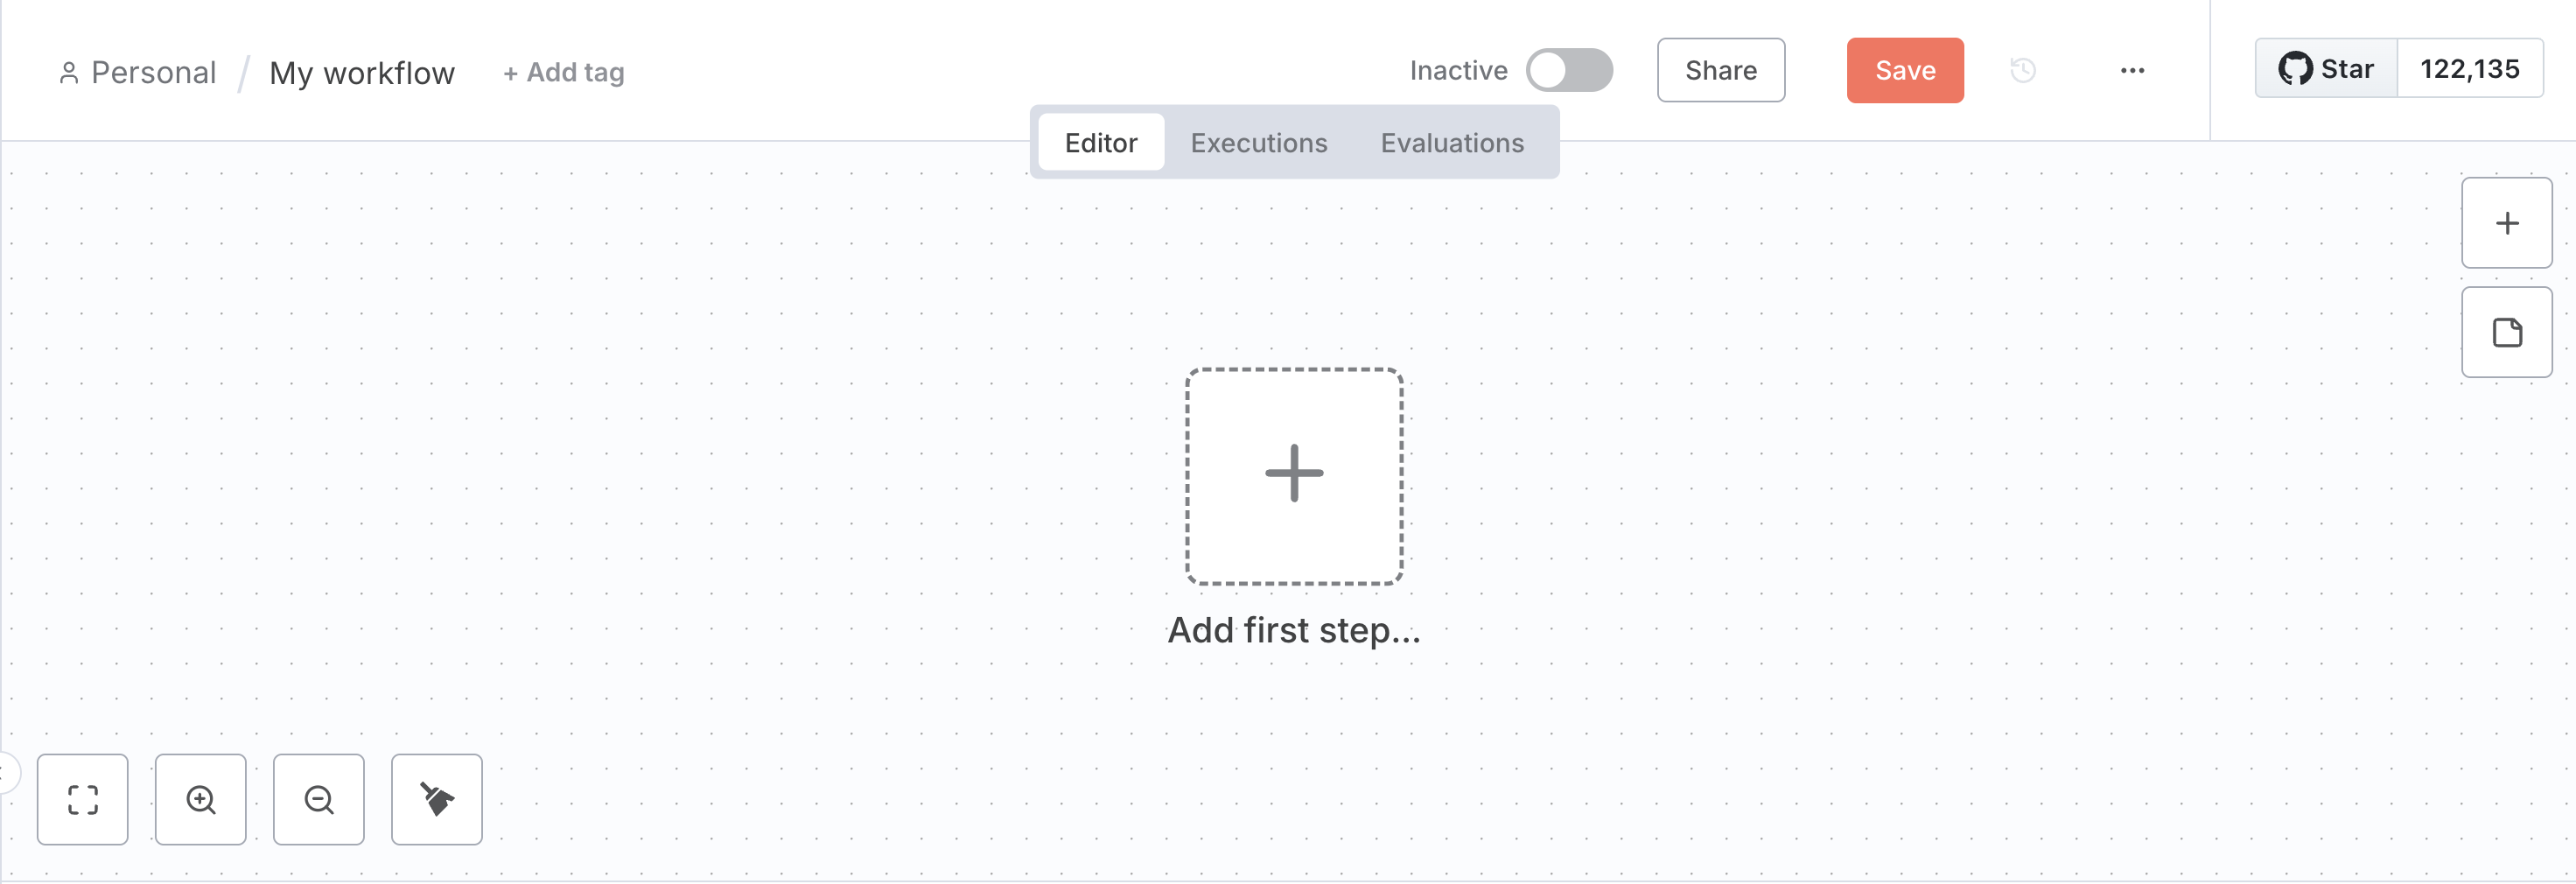 Personal / My workflow + Add tag
Inactive Share Save ... Star 122,135
Editor Executions Evaluations
Add first step...